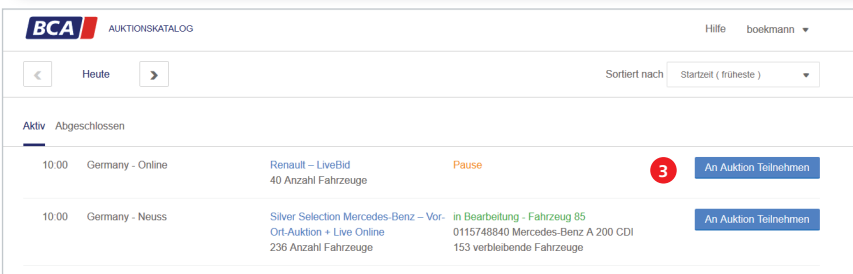 BCA AUKTIONSKATALOG Hilfe boekmann
Heute Sortiert nach Startzeit ( früheste )
Aktiv Abgeschlossen
10:00 Germany - Online Renault – LiveBid Pause 3 An Auktion Teilnehmen
40 Anzahl Fahrzeuge
10:00 Germany - Neuss Silver Selection Mercedes-Benz – Vor- in Bearbeitung - Fahrzeug 85 An Auktion Teilnehmen
Ort-Auktion + Live Online 0115748840 Mercedes-Benz A 200 CDI
236 Anzahl Fahrzeuge 153 verbleibende Fahrzeuge